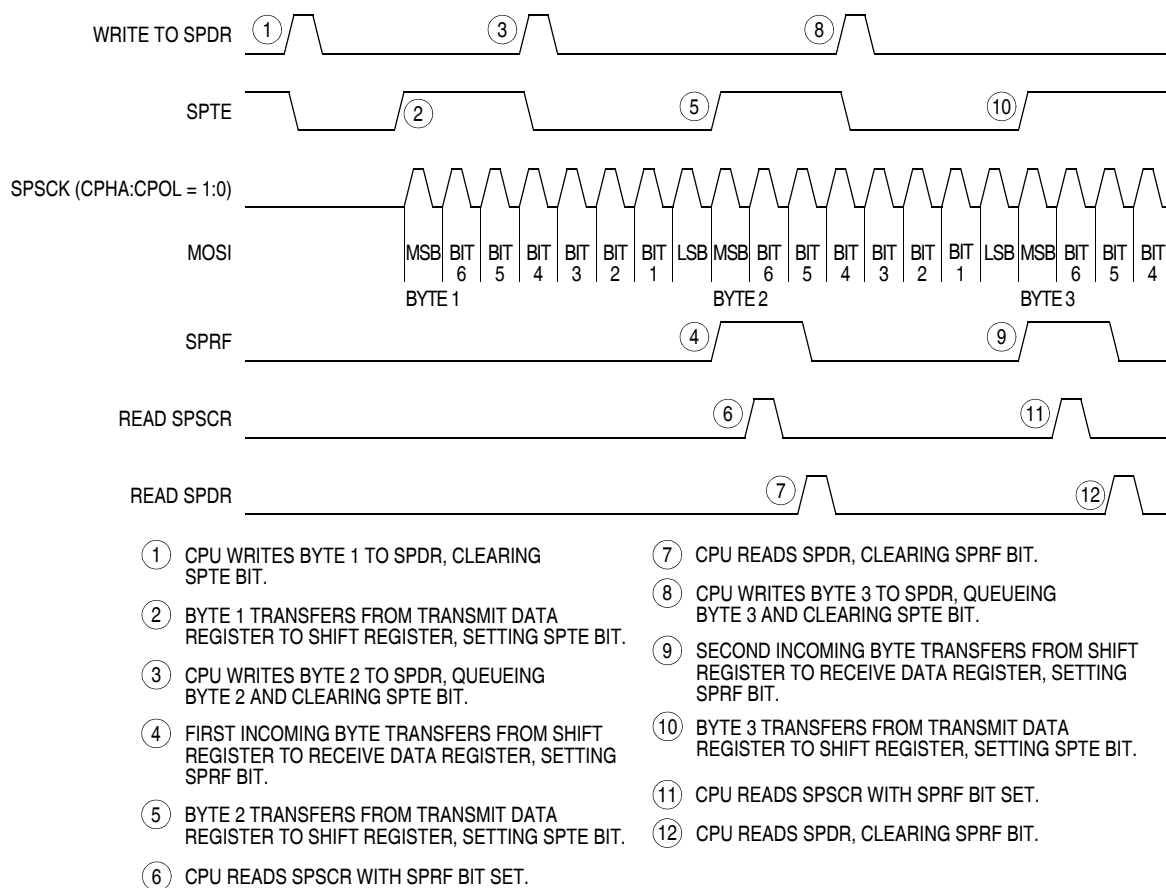 WRITE TO SPDR 1 3 8
SPTE 2 5 10
SPSCK (CPHA:CPOL = 1:0)
MOSI MSB BIT 6 BIT 5 BIT 4 BIT 3 BIT 2 BIT 1 LSB MSB BIT 6 BIT 5 BIT 4 BIT 3 BIT 2 BIT 1 LSB MSB BIT 6 BIT 5 BIT 4
BYTE 1 BYTE 2 BYTE 3
SPRF 4 9
READ SPSCR 6 11
READ SPDR 7 12
1 CPU WRITES BYTE 1 TO SPDR, CLEARING
SPTE BIT.
2 BYTE 1 TRANSFERS FROM TRANSMIT DATA
REGISTER TO SHIFT REGISTER, SETTING SPTE BIT.
3 CPU WRITES BYTE 2 TO SPDR, QUEUEING
BYTE 2 AND CLEARING SPTE BIT.
4 FIRST INCOMING BYTE TRANSFERS FROM SHIFT
REGISTER TO RECEIVE DATA REGISTER, SETTING
SPRF BIT.
5 BYTE 2 TRANSFERS FROM TRANSMIT DATA
REGISTER TO SHIFT REGISTER, SETTING SPTE BIT.
6 CPU READS SPSCR WITH SPRF BIT SET.
7 CPU READS SPDR, CLEARING SPRF BIT.
8 CPU WRITES BYTE 3 TO SPDR, QUEUEING
BYTE 3 AND CLEARING SPTE BIT.
9 SECOND INCOMING BYTE TRANSFERS FROM SHIFT
REGISTER TO RECEIVE DATA REGISTER, SETTING
SPRF BIT.
10 BYTE 3 TRANSFERS FROM TRANSMIT DATA
REGISTER TO SHIFT REGISTER, SETTING SPTE BIT.
11 CPU READS SPSCR WITH SPRF BIT SET.
12 CPU READS SPDR, CLEARING SPRF BIT.